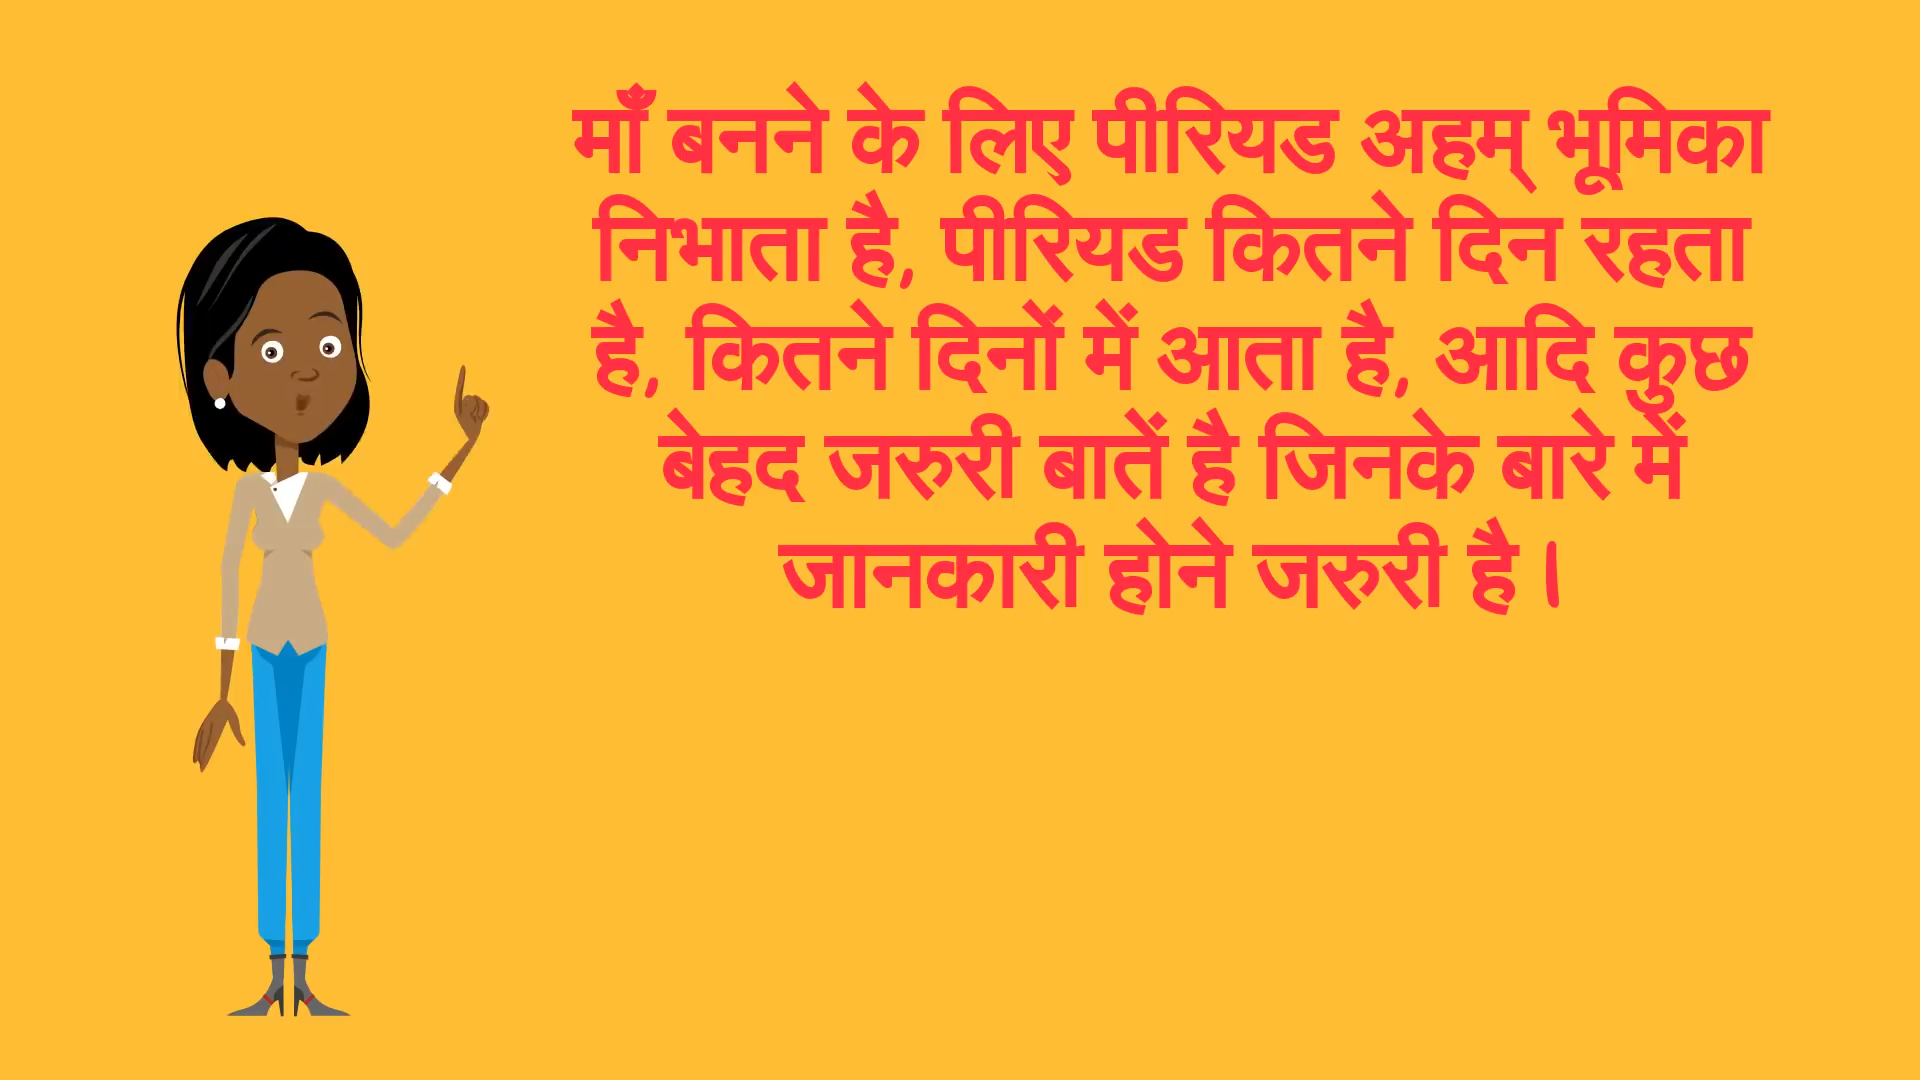 माँ बनने के लिए पीरियड अहम् भूमिका
निभाता है, पीरियड कितने दिन रहता
है, कितने दिनों में आता है, आदि कुछ
बेहद जरुरी बातें है जिनके बारे में
जानकारी होने जरुरी है।